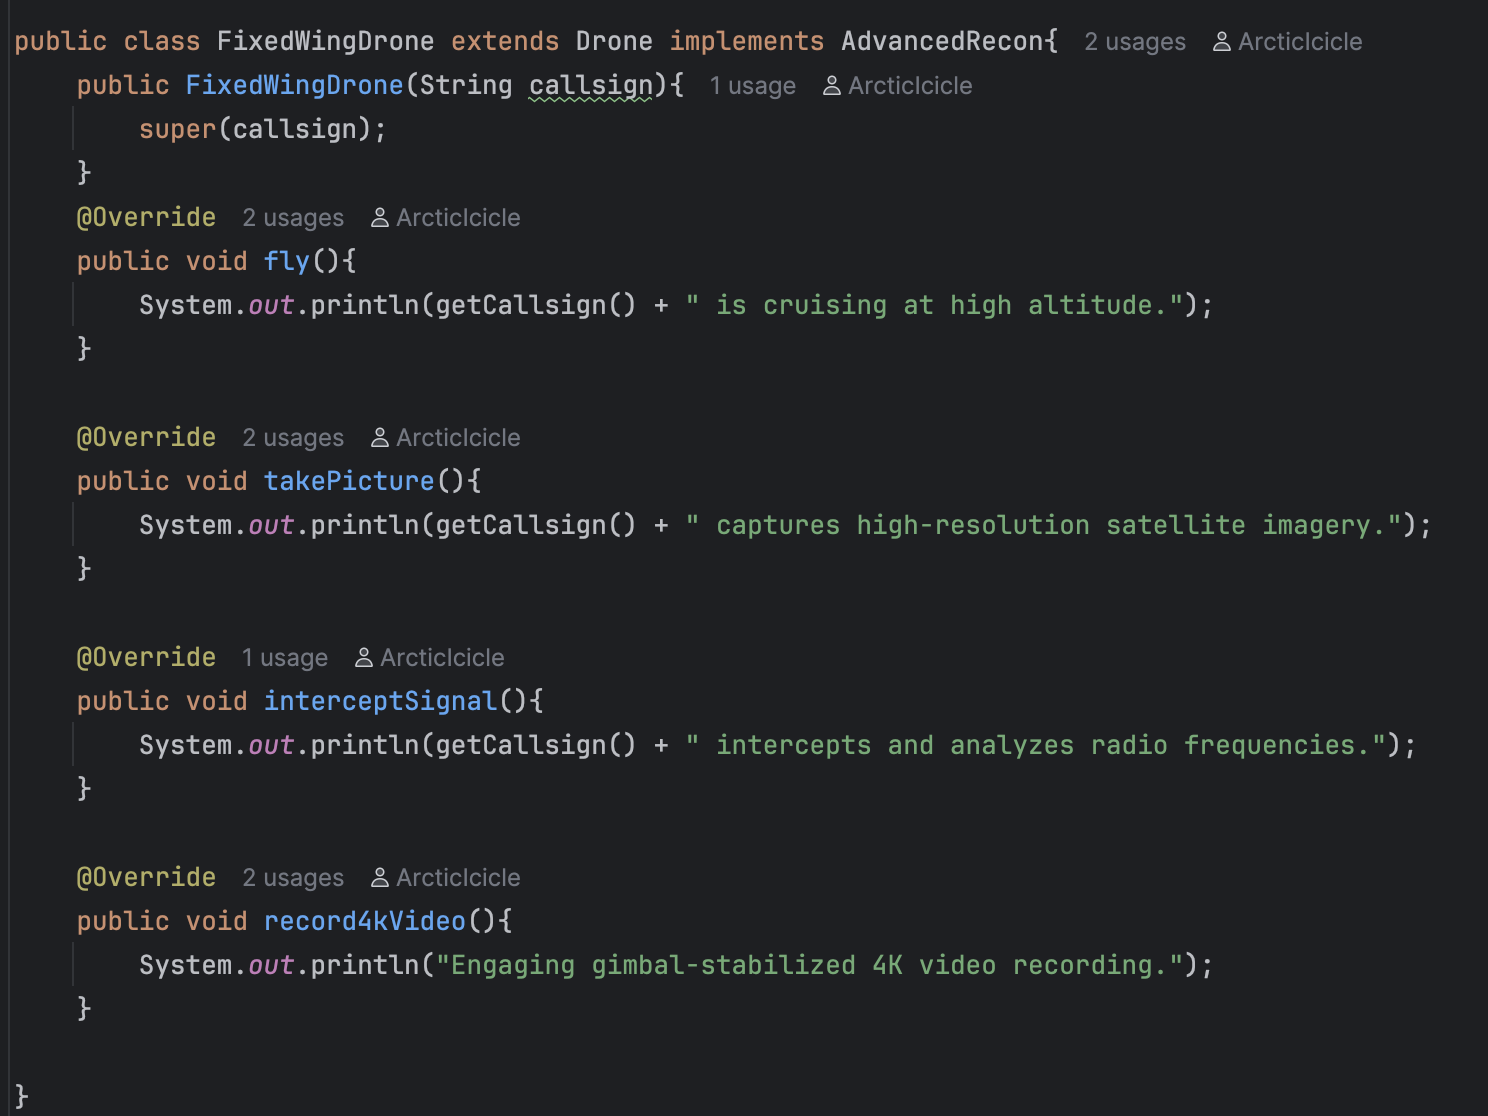 public class FixedWingDrone extends Drone implements AdvancedRecon{ 2 usages ArcticIcicle
public FixedWingDrone(String callsign){ 1 usage ArcticIcicle
super(callsign);
}
@Override 2 usages ArcticIcicle
public void fly(){
System.out.println(getCallsign() + " is cruising at high altitude.");
}
@Override 2 usages ArcticIcicle
public void takePicture(){
System.out.println(getCallsign() + " captures high-resolution satellite imagery.");
}
@Override 1 usage ArcticIcicle
public void interceptSignal(){
System.out.println(getCallsign() + " intercepts and analyzes radio frequencies.");
}
@Override 2 usages ArcticIcicle
public void record4kVideo(){
System.out.println("Engaging gimbal-stabilized 4K video recording.");
}
}